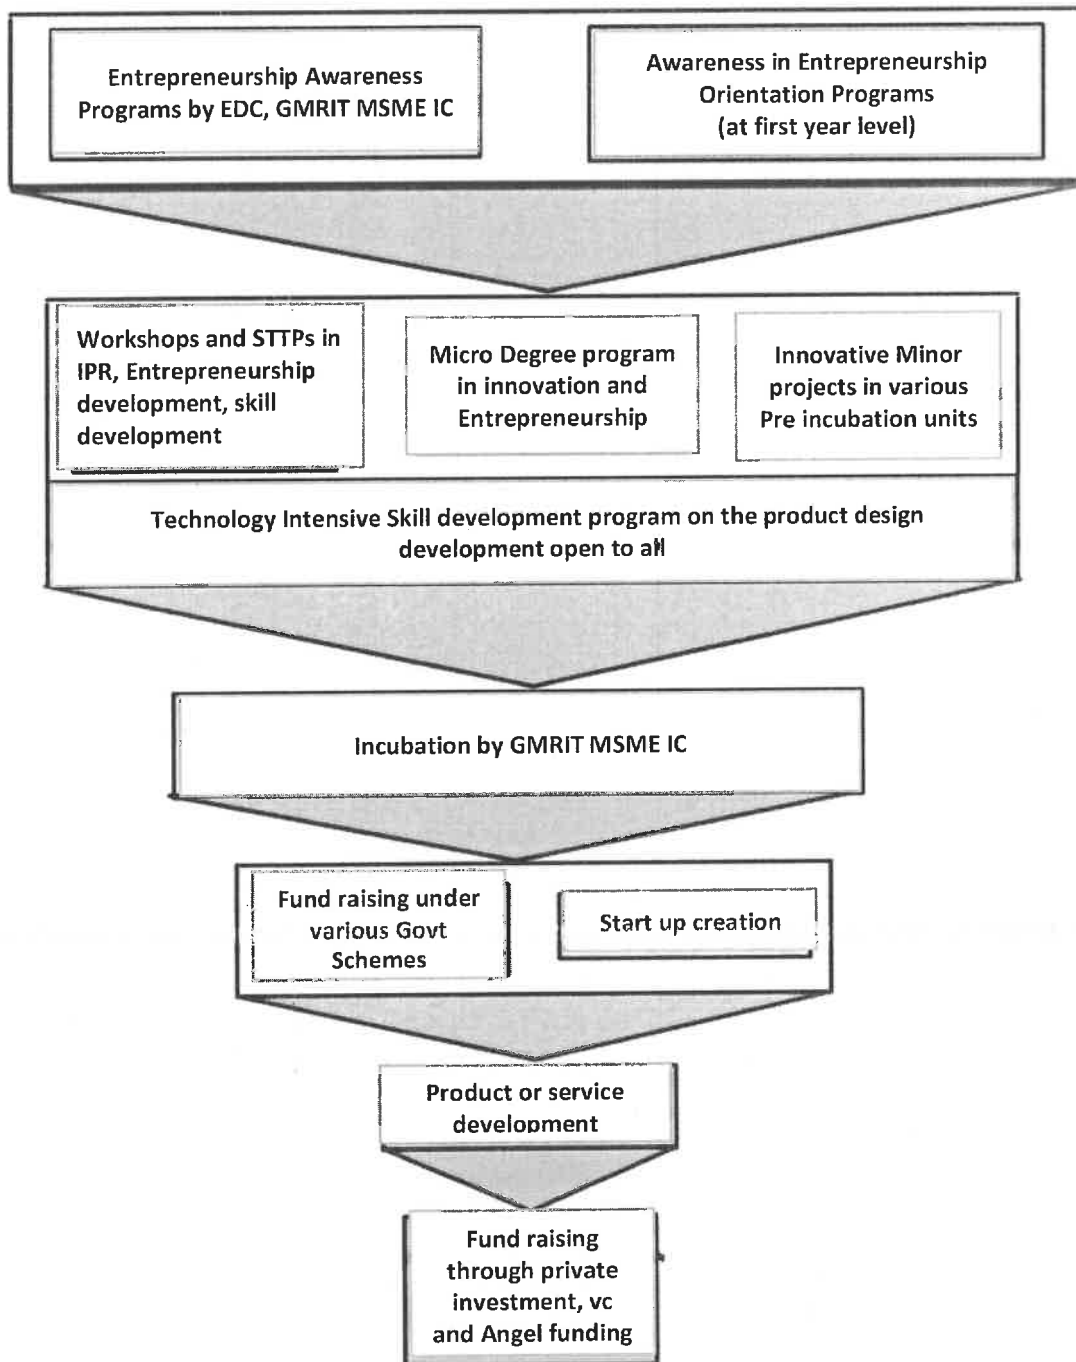 Entrepreneurship Awareness
Programs by EDC, GMRIT MSME IC
Awareness in Entrepreneurship
Orientation Programs
(at first year level)
Workshops and STTPs in
IPR, Entrepreneurship
development, skill
development
Micro Degree program
in innovation and
Entrepreneurship
Innovative Minor
projects in various
Pre incubation units
Technology Intensive Skill development program on the product design
development open to all
Incubation by GMRIT MSME IC
Fund raising under
various Govt
Schemes
Start up creation
Product or service
development
Fund raising
through private
investment, vc
and Angel funding